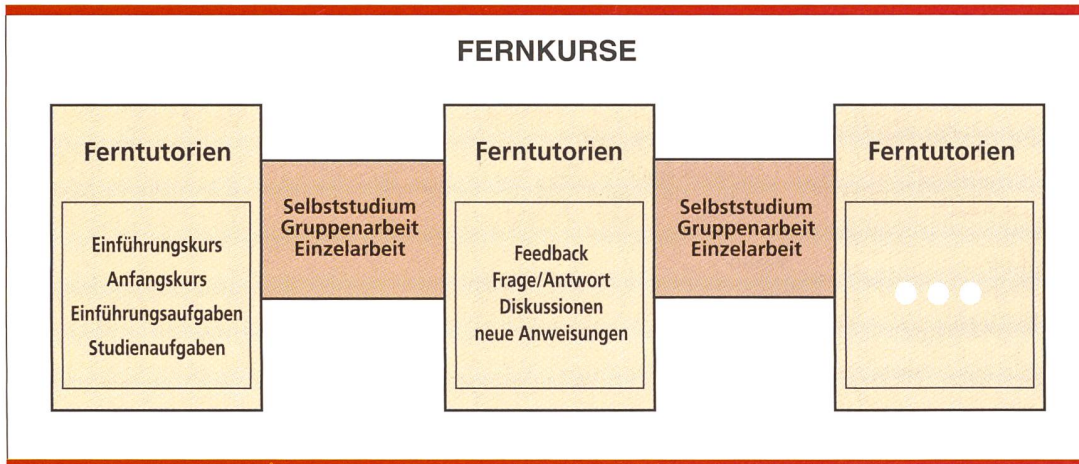 FERNKURSE
Ferntutorien
Einführungskurs
Anfangskurs
Einführungsaufgaben
Studienaufgaben
Selbststudium
Gruppenarbeit
Einzelarbeit
Ferntutorien
Feedback
Frage/Antwort
Diskussionen
neue Anweisungen
Selbststudium
Gruppenarbeit
Einzelarbeit
Ferntutorien